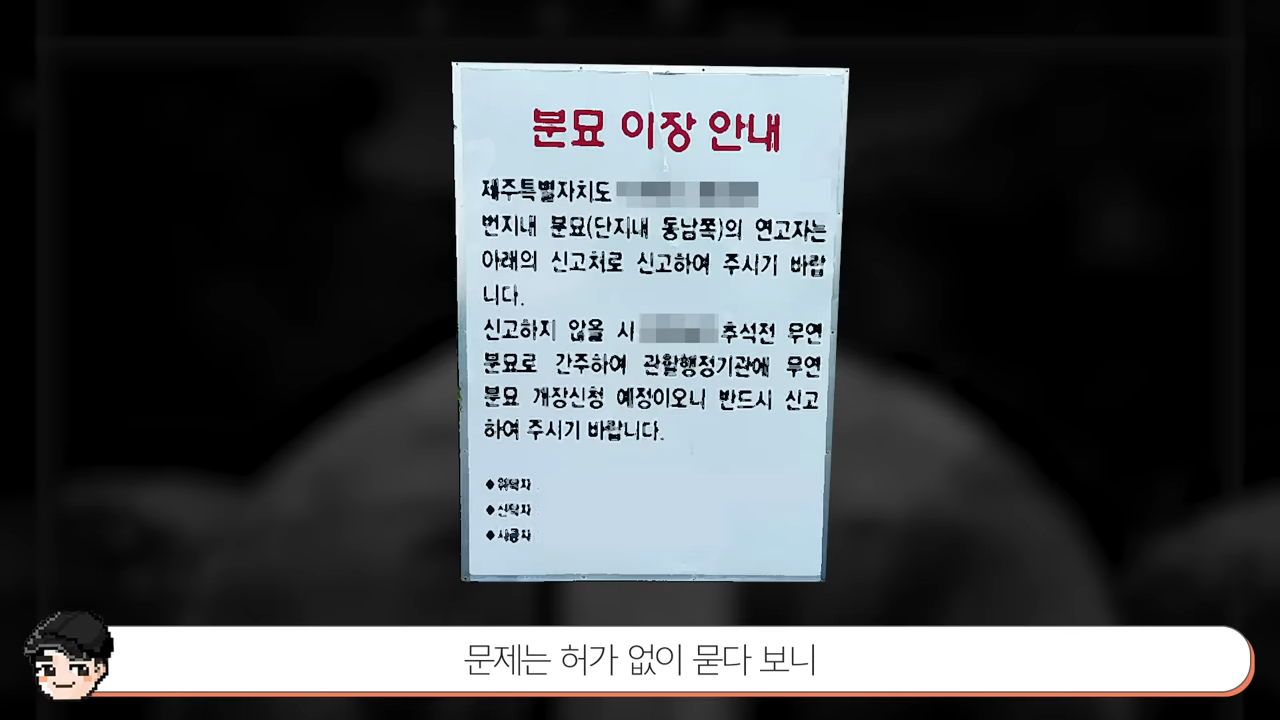 분묘 이장 안내
제주특별자치도
번지내 분묘(단지내 동남쪽)의 연고자는
아래의 신고처로 신고하여 주시기 바랍
니다.
신고하지 않을 시 추석전 무연
분묘로 간주하여 관할행정기관에 무연
분묘 개장신청 예정이오니 반드시 신고
하여 주시기 바랍니다.
◆위탁자
◆신탁자
◆시공자
문제는 허가 없이 묻다 보니